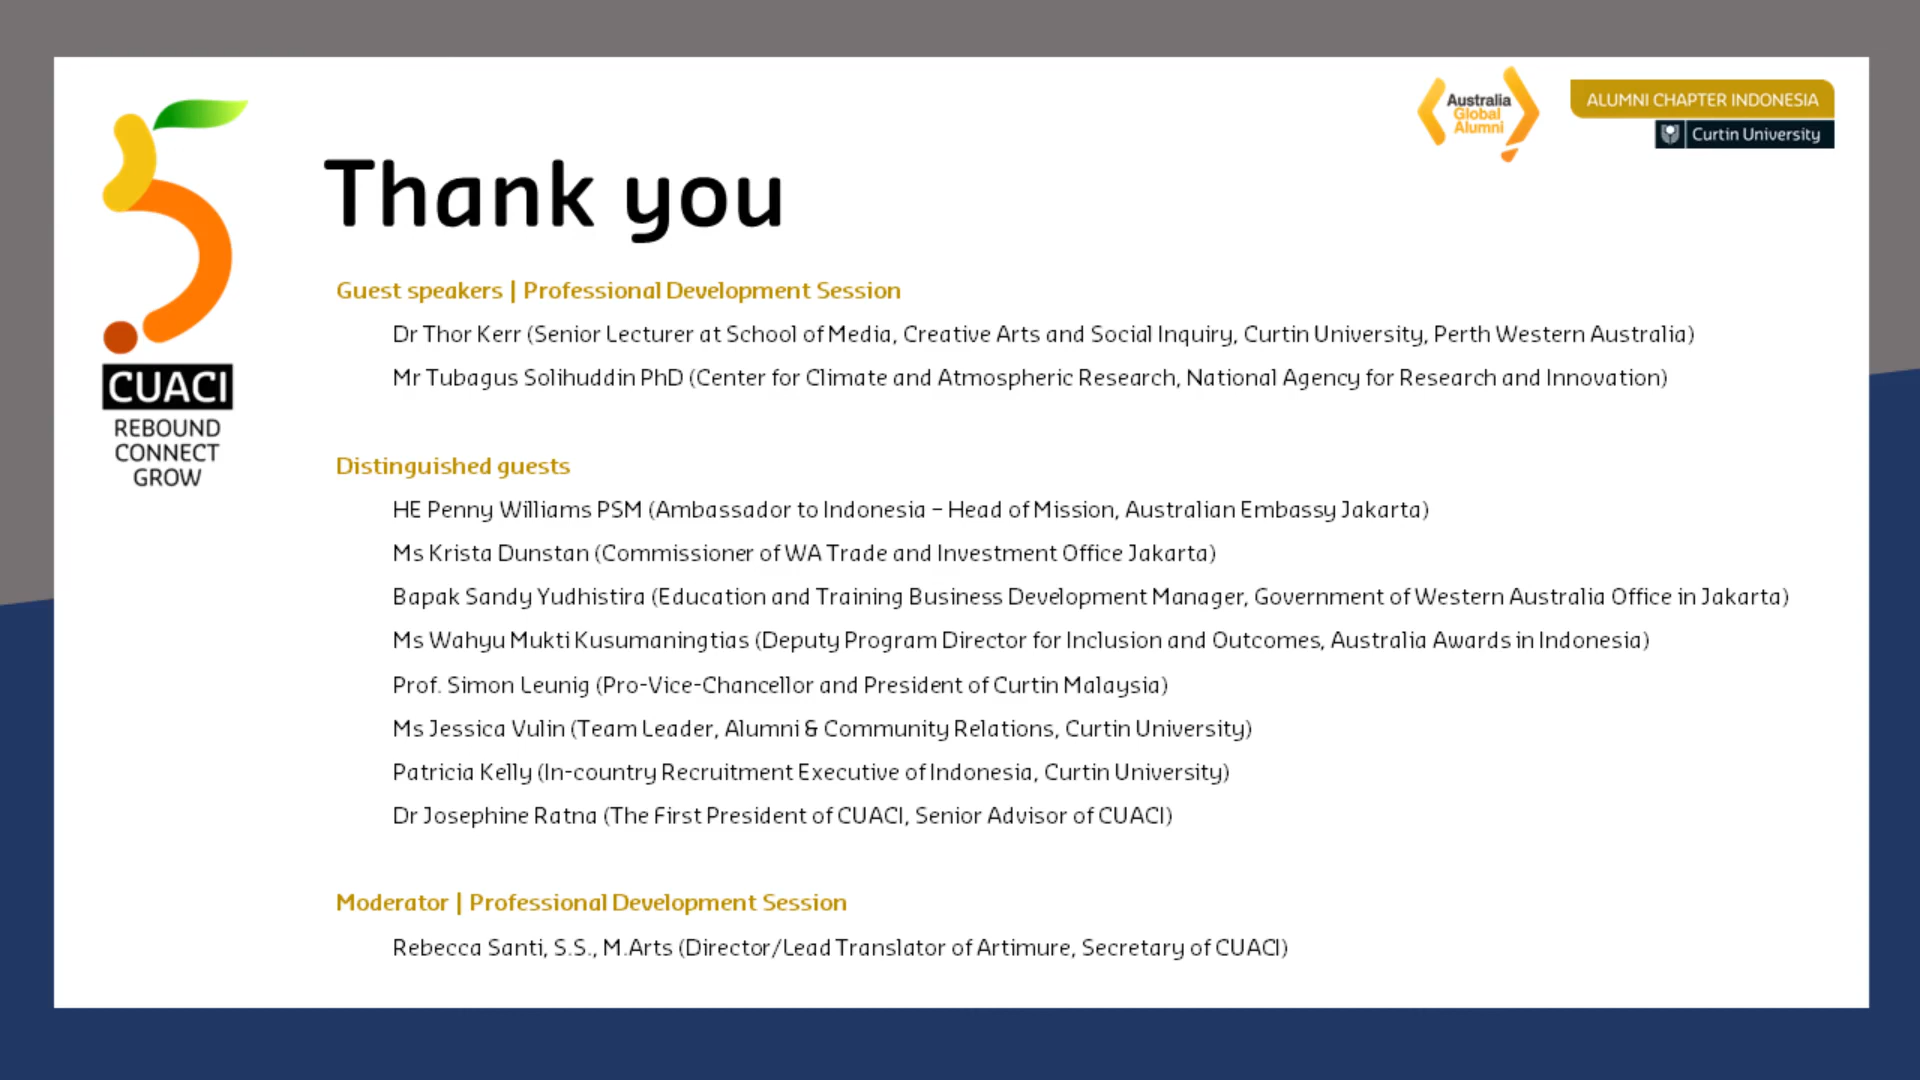 Australia
Global
Alumni
ALUMNI CHAPTER INDONESIA
Curtin University
5
CUACI
REBOUND
CONNECT
GROW
Thank you
Guest speakers | Professional Development Session
Dr Thor Kerr (Senior Lecturer at School of Media, Creative Arts and Social Inquiry, Curtin University, Perth Western Australia)
Mr Tubagus Solihuddin PhD (Center for Climate and Atmospheric Research, National Agency for Research and Innovation)
Distinguished guests
HE Penny Williams PSM (Ambassador to Indonesia – Head of Mission, Australian Embassy Jakarta)
Ms Krista Dunstan (Commissioner of WA Trade and Investment Office Jakarta)
Bapak Sandy Yudhistira (Education and Training Business Development Manager, Government of Western Australia Office in Jakarta)
Ms Wahyu Mukti Kusumaningtias (Deputy Program Director for Inclusion and Outcomes, Australia Awards in Indonesia)
Prof. Simon Leunig (Pro-Vice-Chancellor and President of Curtin Malaysia)
Ms Jessica Vulin (Team Leader, Alumni & Community Relations, Curtin University)
Patricia Kelly (In-country Recruitment Executive of Indonesia, Curtin University)
Dr Josephine Ratna (The First President of CUACI, Senior Advisor of CUACI)
Moderator | Professional Development Session
Rebecca Santi, S.S., M.Arts (Director/Lead Translator of Artimure, Secretary of CUACI)